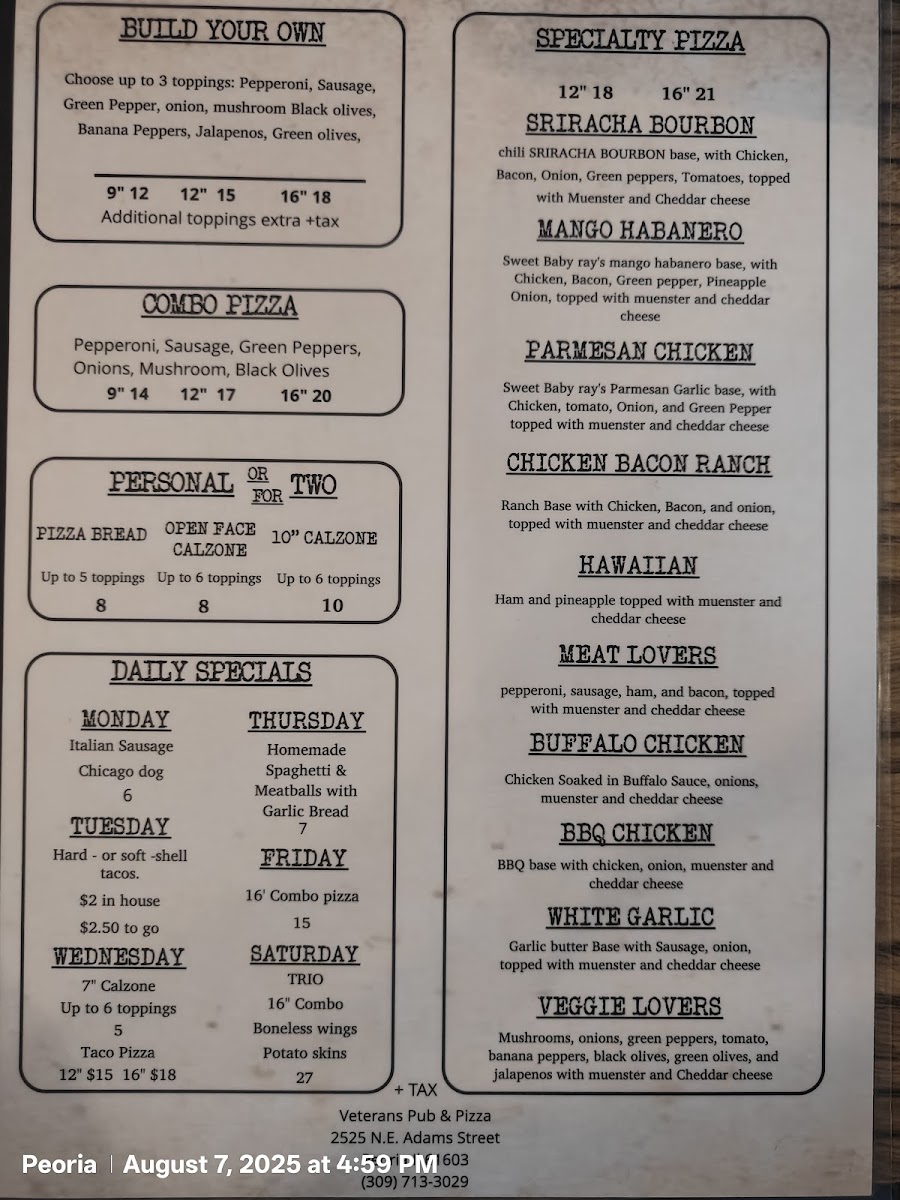 BUILD YOUR OWN
Choose up to 3 toppings: Pepperoni, Sausage,
Green Pepper, onion, mushroom Black olives,
Banana Peppers, Jalapenos, Green olives,
9" 12 12" 15 16" 18
Additional toppings extra +tax
COMBO PIZZA
Pepperoni, Sausage, Green Peppers,
Onions, Mushroom, Black Olives
9" 14 12" 17 16" 20
PERSONAL OR FOR TWO
PIZZA BREAD
Up to 5 toppings
8
OPEN FACE
CALZONE
Up to 6 toppings
8
10" CALZONE
Up to 6 toppings
10
DAILY SPECIALS
MONDAY
Italian Sausage
Chicago dog
6
TUESDAY
Hard - or soft -shell
tacos.
$2 in house
$2.50 to go
WEDNESDAY
7" Calzone
Up to 6 toppings
5
Taco Pizza
12" $15 16" $18
THURSDAY
Homemade
Spaghetti &
Meatballs with
Garlic Bread
7
FRIDAY
16' Combo pizza
15
SATURDAY
TRIO
16" Combo
Boneless wings
Potato skins
27
SPECIALTY PIZZA
12" 18 16" 21
SRIRACHA BOURBON
chili SRIRACHA BOURBON base, with Chicken,
Bacon, Onion, Green peppers, Tomatoes, topped
with Muenster and Cheddar cheese
MANGO HABANERO
Sweet Baby ray's mango habanero base, with
Chicken, Bacon, Green pepper, Pineapple
Onion, topped with muenster and cheddar
cheese
PARMESAN CHICKEN
Sweet Baby ray's Parmesan Garlic base, with
Chicken, tomato, Onion, and Green Pepper
topped with muenster and cheddar cheese
CHICKEN BACON RANCH
Ranch Base with Chicken, Bacon, and onion,
topped with muenster and cheddar cheese
HAWAIIAN
Ham and pineapple topped with muenster and
cheddar cheese
MEAT LOVERS
pepperoni, sausage, ham, and bacon, topped
with muenster and cheddar cheese
BUFFALO CHICKEN
Chicken Soaked in Buffalo Sauce, onions,
muenster and cheddar cheese
BBQ CHICKEN
BBQ base with chicken, onion, muenster and
cheddar cheese
WHITE GARLIC
Garlic butter Base with Sausage, onion,
topped with muenster and cheddar cheese
VEGGIE LOVERS
Mushrooms, onions, green peppers, tomato,
banana peppers, black olives, green olives, and
jalapenos with muenster and Cheddar cheese
+ TAX
Veterans Pub & Pizza
2525 N.E. Adams Street
(309) 713-3029
Peoria | August 7, 2025 at 4:59 PM